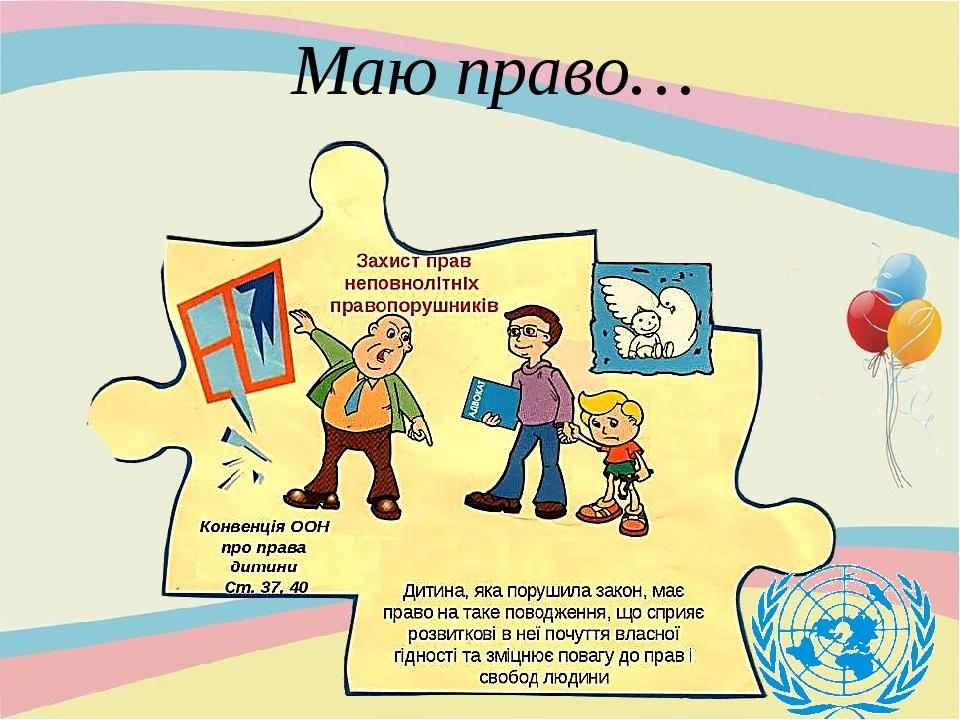 Маю право…
Захист прав
неповнолітніх
правопорушників
АДВОКАТ
Конвенція ООН
про права
дитини
Ст. 37, 40
Дитина, яка порушила закон, має
право на таке поводження, що сприяє
розвиткові в неї почуття власної
гідності та зміцнює повагу до прав і
свобод людини